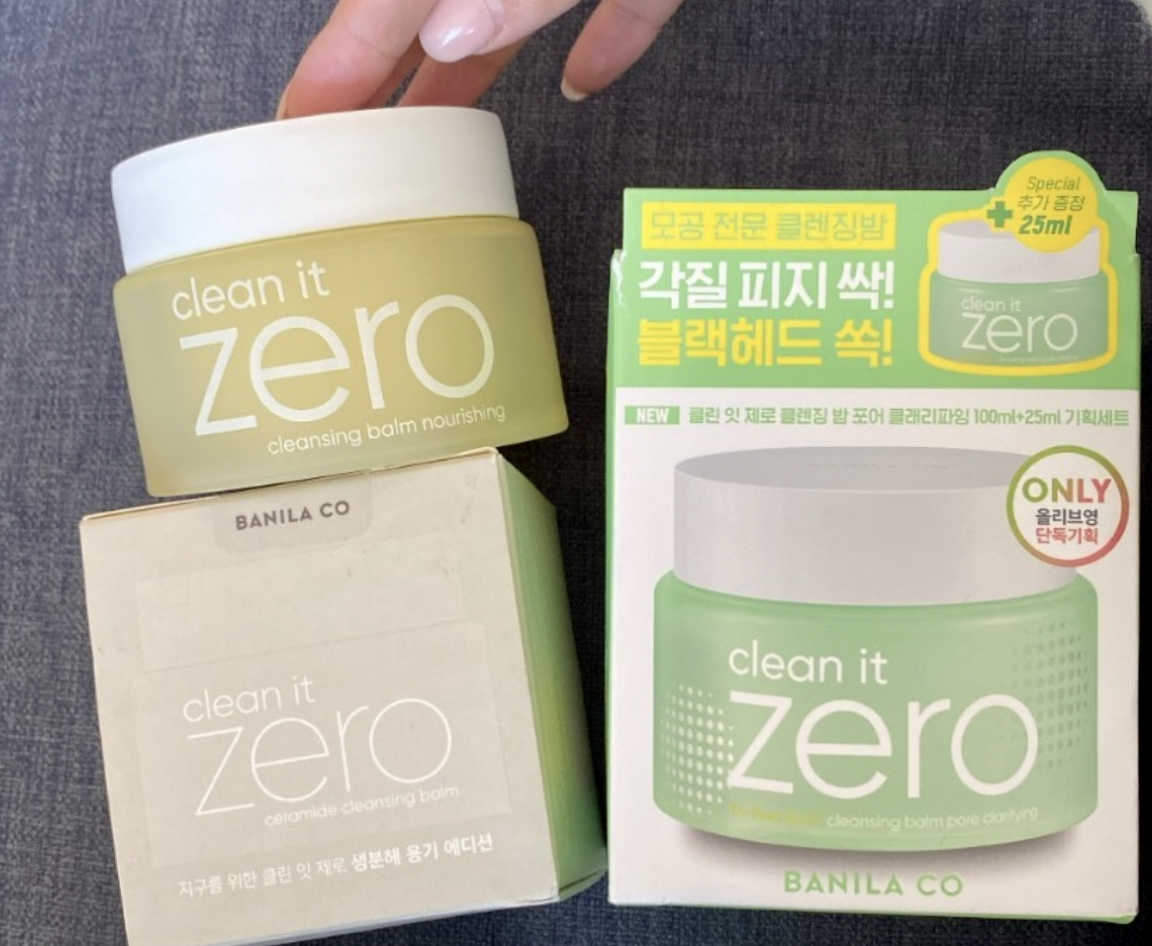 clean it
zero
cleansing balm nourishing
BANILA CO
clean it
zero
ceramide cleansing balm
지구를 위한 클린 잇 제로 생분해 용기 에디션
Special
추가 증정
+ 25ml
모공 전문 클렌징밤
각질 피지 싹!
블랙헤드 쏙!
clean it
zero
NEW 클린 잇 제로 클렌징 밤 포어 클래리파잉 100ml+25ml 기획세트
ONLY
올리브영
단독기획
clean it
zero
cleansing balm pore clarifying
BANILA CO